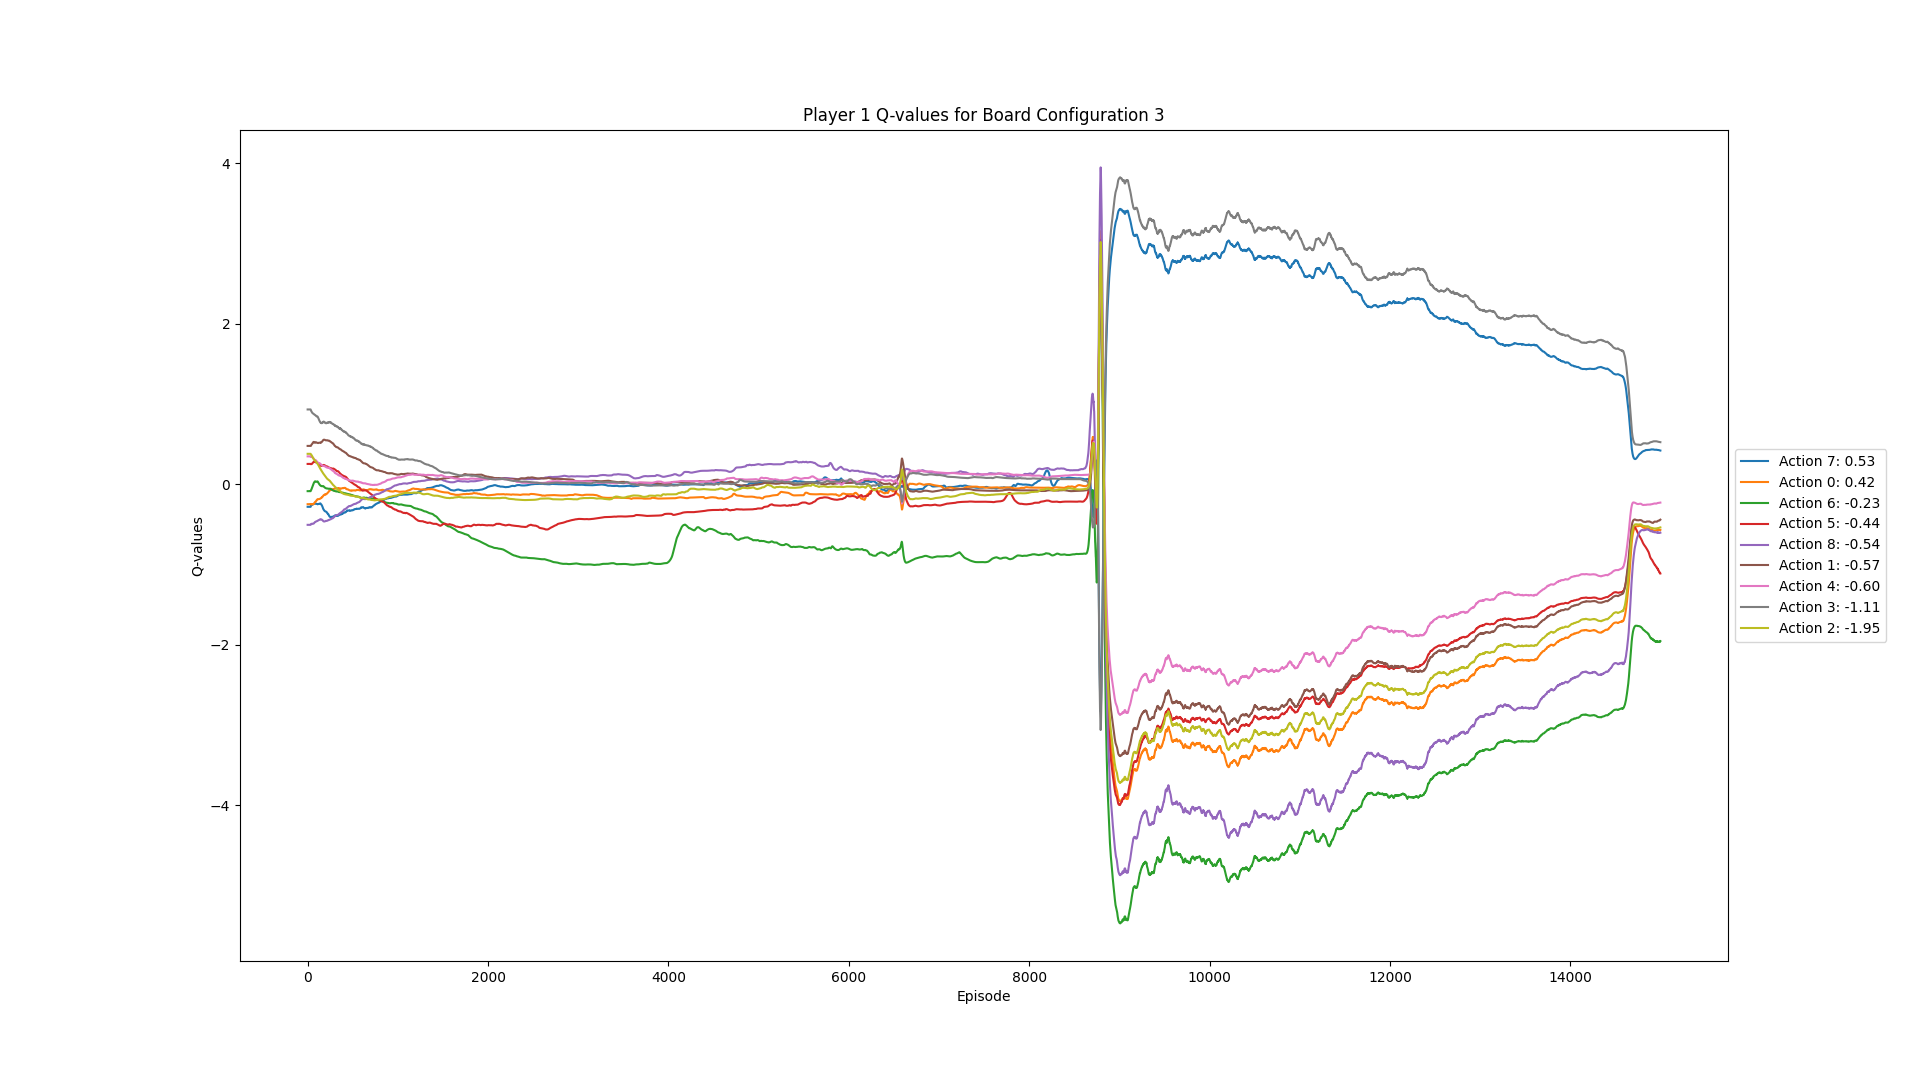 Player 1 Q-values for Board Configuration 3
4
2
0
−2
−4
Q-values
0 2000 4000 6000 8000 10000 12000 14000
Episode
Action 7: 0.53
Action 0: 0.42
Action 6: -0.23
Action 5: -0.44
Action 8: -0.54
Action 1: -0.57
Action 4: -0.60
Action 3: -1.11
Action 2: -1.95